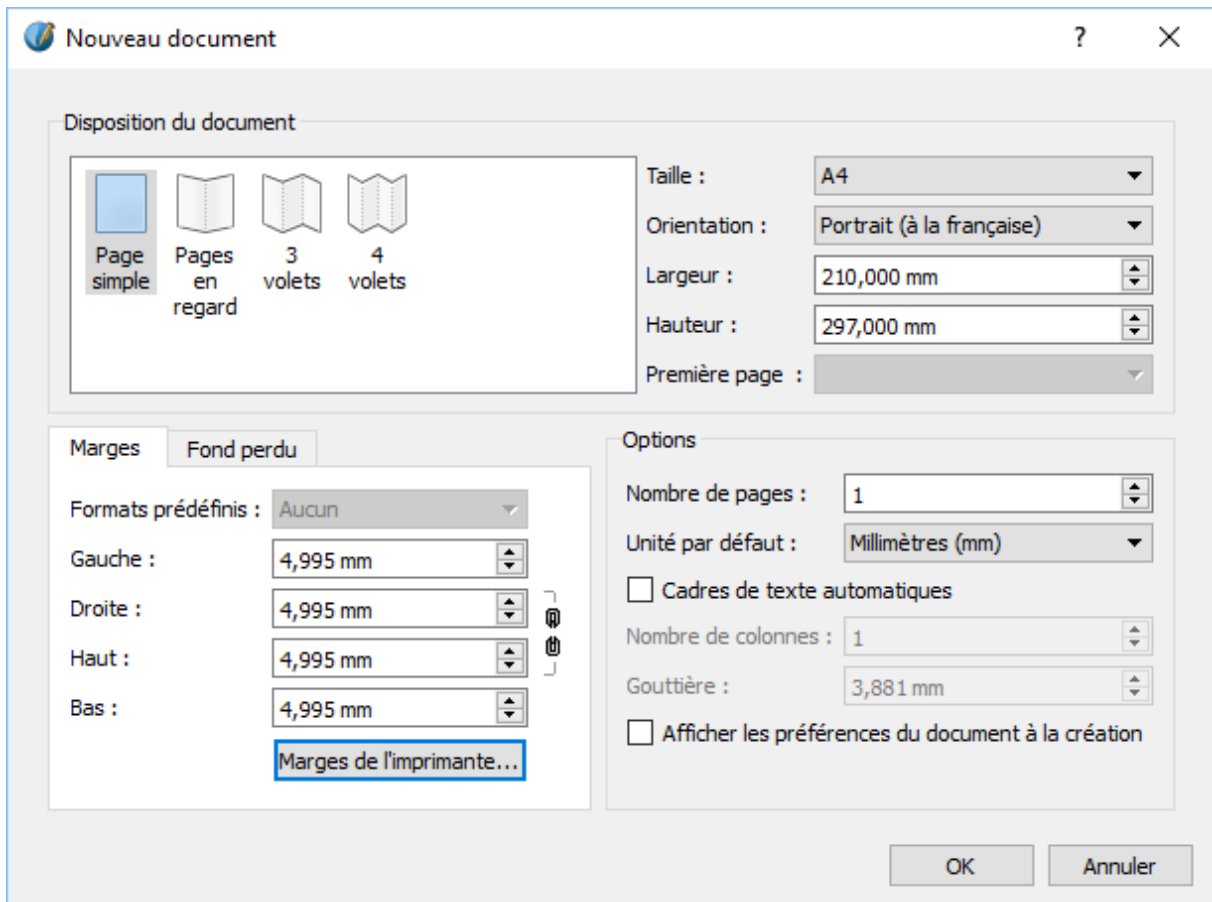 Nouveau document
?
Disposition du document
Page simple
Pages en regard
3 volets
4 volets
Taille : A4
Orientation : Portrait (à la française)
Largeur : 210,000 mm
Hauteur : 297,000 mm
Première page :
Marges Fond perdu
Formats prédéfinis : Aucun
Gauche : 4,995 mm
Droite : 4,995 mm
Haut : 4,995 mm
Bas : 4,995 mm
Marges de l'imprimante...
Options
Nombre de pages : 1
Unité par défaut : Millimètres (mm)
Cadres de texte automatiques
Nombre de colonnes : 1
Gouttière : 3,881 mm
Afficher les préférences du document à la création
OK Annuler